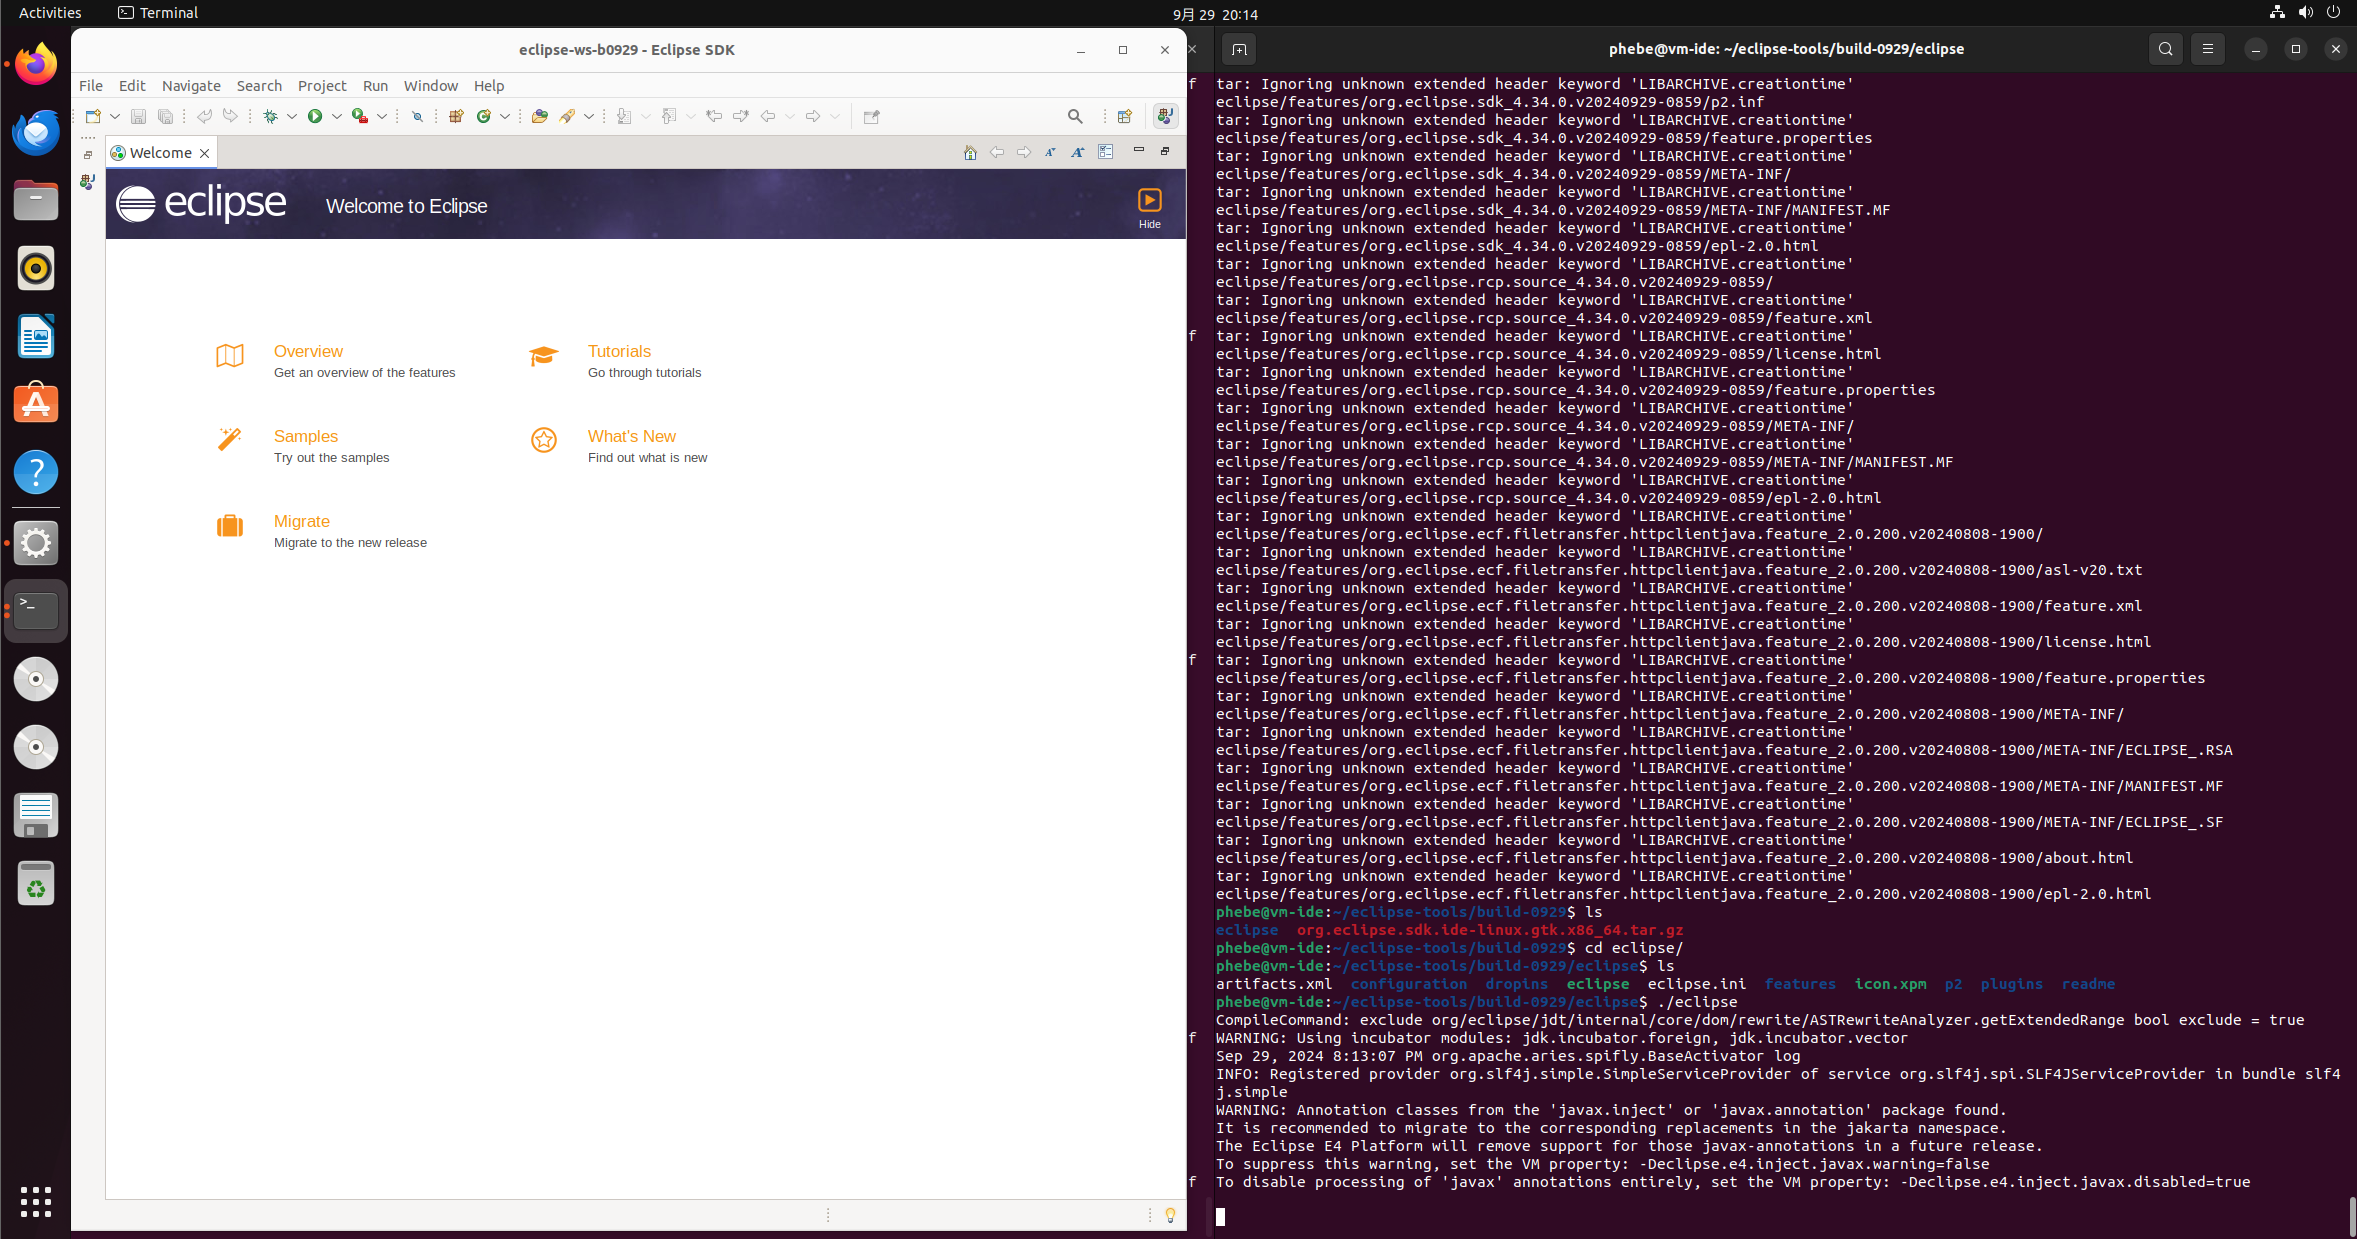 Activities
Terminal
9月 29 20:14
eclipse-ws-b0929 - Eclipse SDK
File Edit Navigate Search Project Run Window Help
Welcome
eclipse
Welcome to Eclipse
Hide
Overview
Get an overview of the features
Tutorials
Go through tutorials
Samples
Try out the samples
What's New
Find out what is new
Migrate
Migrate to the new release
f
f
f
f
f
phebe@vm-ide: ~/eclipse-tools/build-0929/eclipse
tar: Ignoring unknown extended header keyword 'LIBARCHIVE.creationtime'
eclipse/features/org.eclipse.sdk_4.34.0.v20240929-0859/p2.inf
tar: Ignoring unknown extended header keyword 'LIBARCHIVE.creationtime'
eclipse/features/org.eclipse.sdk_4.34.0.v20240929-0859/feature.properties
tar: Ignoring unknown extended header keyword 'LIBARCHIVE.creationtime'
eclipse/features/org.eclipse.sdk_4.34.0.v20240929-0859/META-INF/
tar: Ignoring unknown extended header keyword 'LIBARCHIVE.creationtime'
eclipse/features/org.eclipse.sdk_4.34.0.v20240929-0859/META-INF/MANIFEST.MF
tar: Ignoring unknown extended header keyword 'LIBARCHIVE.creationtime'
eclipse/features/org.eclipse.sdk_4.34.0.v20240929-0859/epl-2.0.html
tar: Ignoring unknown extended header keyword 'LIBARCHIVE.creationtime'
eclipse/features/org.eclipse.rcp.source_4.34.0.v20240929-0859/
tar: Ignoring unknown extended header keyword 'LIBARCHIVE.creationtime'
eclipse/features/org.eclipse.rcp.source_4.34.0.v20240929-0859/feature.xml
tar: Ignoring unknown extended header keyword 'LIBARCHIVE.creationtime'
eclipse/features/org.eclipse.rcp.source_4.34.0.v20240929-0859/license.html
tar: Ignoring unknown extended header keyword 'LIBARCHIVE.creationtime'
eclipse/features/org.eclipse.rcp.source_4.34.0.v20240929-0859/feature.properties
tar: Ignoring unknown extended header keyword 'LIBARCHIVE.creationtime'
eclipse/features/org.eclipse.rcp.source_4.34.0.v20240929-0859/META-INF/
tar: Ignoring unknown extended header keyword 'LIBARCHIVE.creationtime'
eclipse/features/org.eclipse.rcp.source_4.34.0.v20240929-0859/META-INF/MANIFEST.MF
tar: Ignoring unknown extended header keyword 'LIBARCHIVE.creationtime'
eclipse/features/org.eclipse.rcp.source_4.34.0.v20240929-0859/epl-2.0.html
tar: Ignoring unknown extended header keyword 'LIBARCHIVE.creationtime'
eclipse/features/org.eclipse.ecf.filetransfer.httpclientjava.feature_2.0.200.v20240808-1900/
tar: Ignoring unknown extended header keyword 'LIBARCHIVE.creationtime'
eclipse/features/org.eclipse.ecf.filetransfer.httpclientjava.feature_2.0.200.v20240808-1900/asl-v20.txt
tar: Ignoring unknown extended header keyword 'LIBARCHIVE.creationtime'
eclipse/features/org.eclipse.ecf.filetransfer.httpclientjava.feature_2.0.200.v20240808-1900/feature.xml
tar: Ignoring unknown extended header keyword 'LIBARCHIVE.creationtime'
eclipse/features/org.eclipse.ecf.filetransfer.httpclientjava.feature_2.0.200.v20240808-1900/license.html
tar: Ignoring unknown extended header keyword 'LIBARCHIVE.creationtime'
eclipse/features/org.eclipse.ecf.filetransfer.httpclientjava.feature_2.0.200.v20240808-1900/feature.properties
tar: Ignoring unknown extended header keyword 'LIBARCHIVE.creationtime'
eclipse/features/org.eclipse.ecf.filetransfer.httpclientjava.feature_2.0.200.v20240808-1900/META-INF/
tar: Ignoring unknown extended header keyword 'LIBARCHIVE.creationtime'
eclipse/features/org.eclipse.ecf.filetransfer.httpclientjava.feature_2.0.200.v20240808-1900/META-INF/ECLIPSE_.RSA
tar: Ignoring unknown extended header keyword 'LIBARCHIVE.creationtime'
eclipse/features/org.eclipse.ecf.filetransfer.httpclientjava.feature_2.0.200.v20240808-1900/META-INF/MANIFEST.MF
tar: Ignoring unknown extended header keyword 'LIBARCHIVE.creationtime'
eclipse/features/org.eclipse.ecf.filetransfer.httpclientjava.feature_2.0.200.v20240808-1900/META-INF/ECLIPSE_.SF
tar: Ignoring unknown extended header keyword 'LIBARCHIVE.creationtime'
eclipse/features/org.eclipse.ecf.filetransfer.httpclientjava.feature_2.0.200.v20240808-1900/about.html
tar: Ignoring unknown extended header keyword 'LIBARCHIVE.creationtime'
eclipse/features/org.eclipse.ecf.filetransfer.httpclientjava.feature_2.0.200.v20240808-1900/epl-2.0.html
phebe@vm-ide:~/eclipse-tools/build-0929$ ls
eclipse  org.eclipse.sdk.ide-linux.gtk.x86_64.tar.gz
phebe@vm-ide:~/eclipse-tools/build-0929$ cd eclipse/
phebe@vm-ide:~/eclipse-tools/build-0929/eclipse$ ls
artifacts.xml  configuration  dropins  eclipse  eclipse.ini  features  icon.xpm  p2  plugins  readme
phebe@vm-ide:~/eclipse-tools/build-0929/eclipse$ ./eclipse
CompileCommand: exclude org/eclipse/jdt/internal/core/dom/rewrite/ASTRewriteAnalyzer.getExtendedRange bool exclude = true
WARNING: Using incubator modules: jdk.incubator.foreign, jdk.incubator.vector
Sep 29, 2024 8:13:07 PM org.apache.aries.spifly.BaseActivator log
INFO: Registered provider org.slf4j.simple.SimpleServiceProvider of service org.slf4j.spi.SLF4JServiceProvider in bundle slf4
j.simple
WARNING: Annotation classes from the 'javax.inject' or 'javax.annotation' package found.
It is recommended to migrate to the corresponding replacements in the jakarta namespace.
The Eclipse E4 Platform will remove support for those javax-annotations in a future release.
To suppress this warning, set the VM property: -Declipse.e4.inject.javax.warning=false
To disable processing of 'javax' annotations entirely, set the VM property: -Declipse.e4.inject.javax.disabled=true